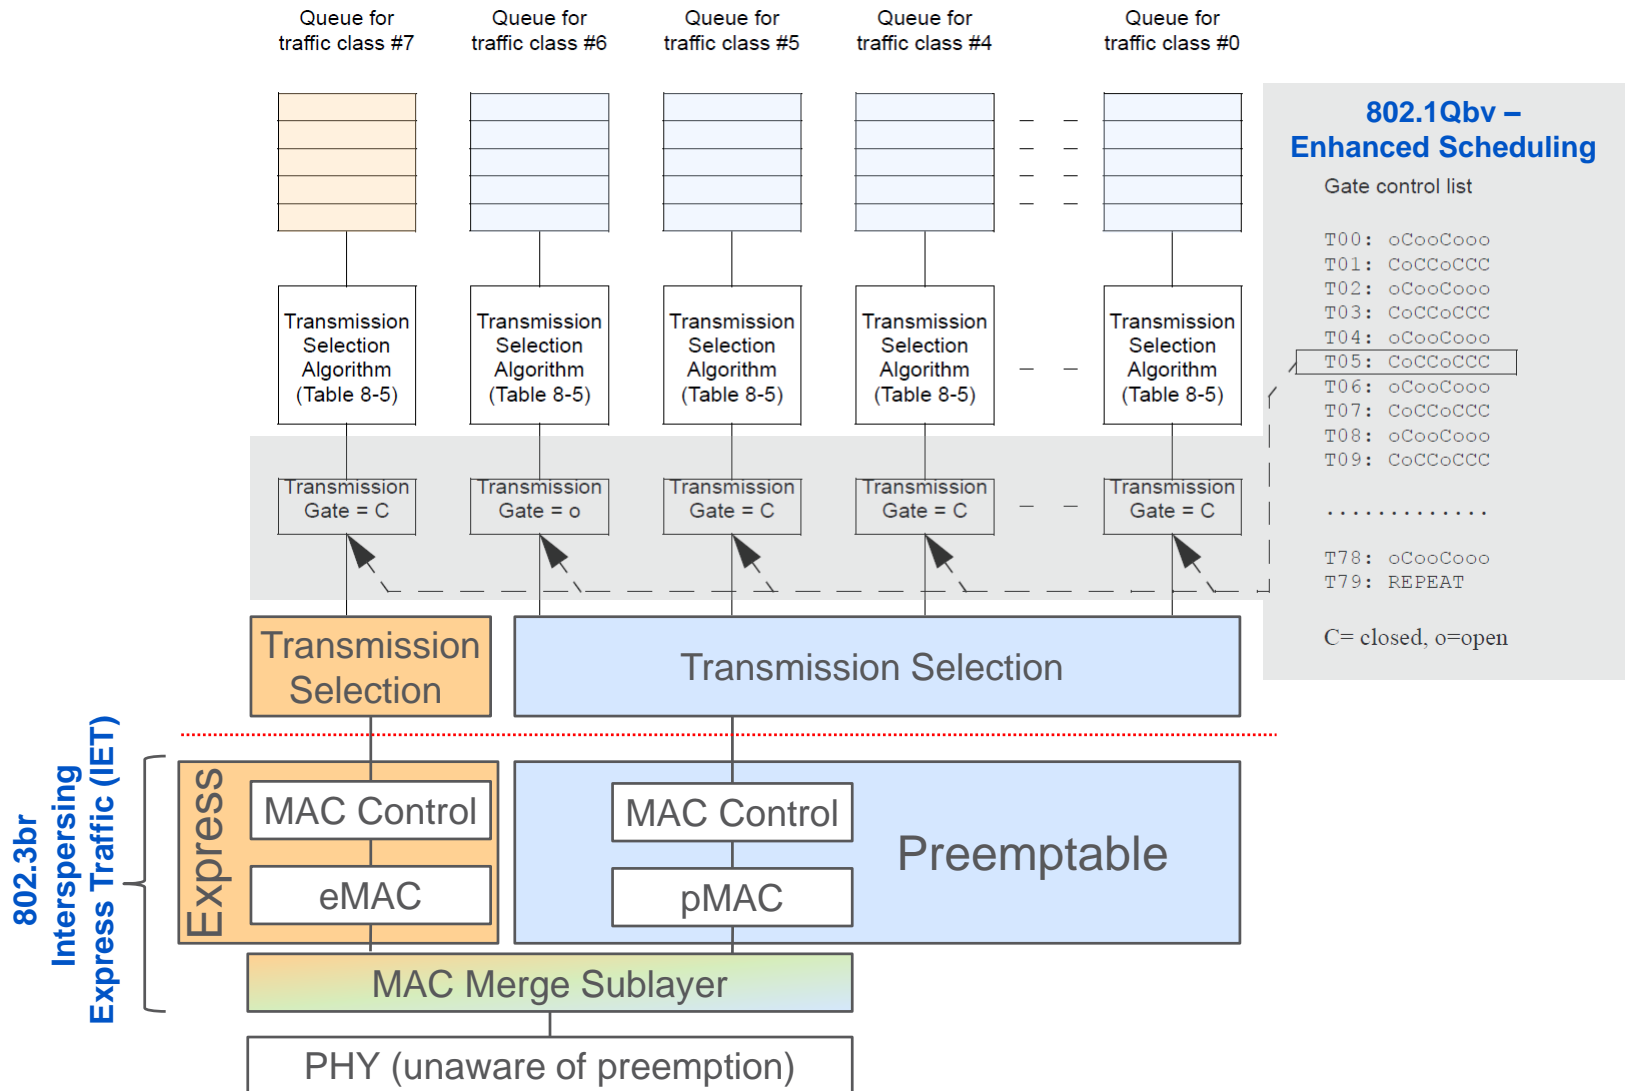 Queue for
traffic class #7
Queue for
traffic class #6
Queue for
traffic class #5
Queue for
traffic class #4
Queue for
traffic class #0
Transmission
Selection
Algorithm
(Table 8-5)
Transmission
Selection
Algorithm
(Table 8-5)
Transmission
Selection
Algorithm
(Table 8-5)
Transmission
Selection
Algorithm
(Table 8-5)
Transmission
Selection
Algorithm
(Table 8-5)
Transmission
Gate = C
Transmission
Gate = o
Transmission
Gate = C
Transmission
Gate = C
Transmission
Gate = C
802.1Qbv –
Enhanced Scheduling
Gate control list
T00: oCooCooo
T01: CoCCoCCC
T02: oCooCooo
T03: CoCCoCCC
T04: oCooCooo
T05: CoCCoCCC
T06: oCooCooo
T07: CoCCoCCC
T08: oCooCooo
T09: CoCCoCCC
.............
T78: oCooCooo
T79: REPEAT
C= closed, o=open
Transmission
Selection
Transmission Selection
802.3br
Interspersing
Express Traffic (IET)
Express
MAC Control
eMAC
MAC Control
pMAC
Preemptable
MAC Merge Sublayer
PHY (unaware of preemption)